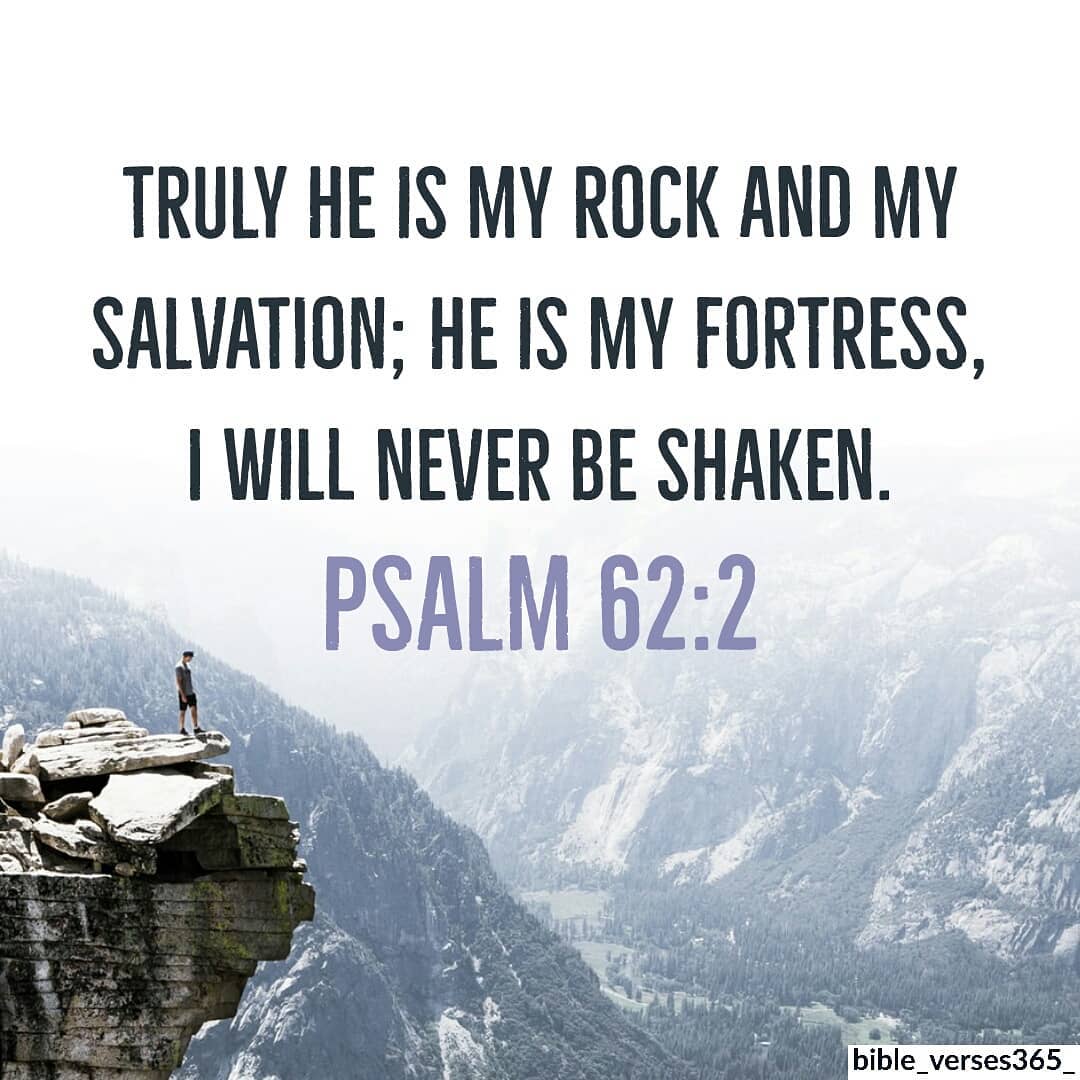 TRULY HE IS MY ROCK AND MY
SALVATION; HE IS MY FORTRESS,
I WILL NEVER BE SHAKEN.
PSALM 62:2
bible_verses365_